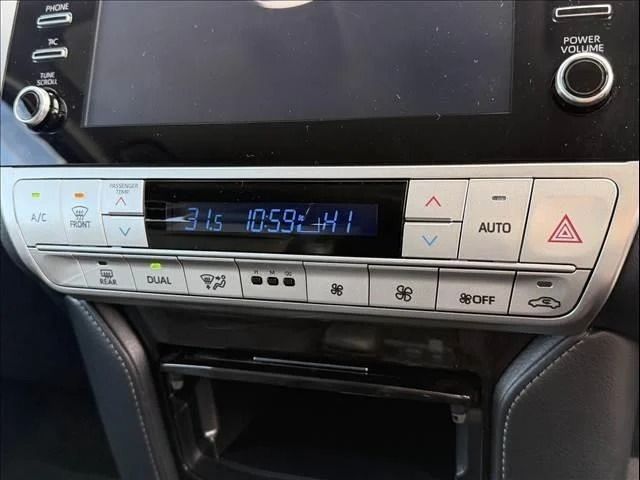 PHONE
T/C
TUNE
SCROLL
POWER
VOLUME
A/C
FRONT
PASSENGER
TEMP
31.5 10:59 HI
AUTO
REAR
DUAL
H M
OFF